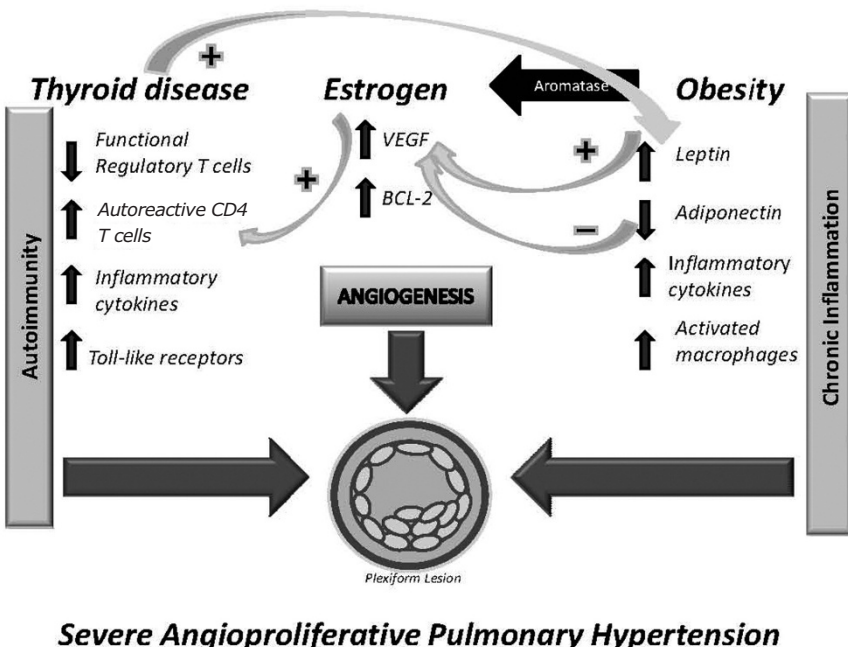 +
Thyroid disease
Estrogen
Aromatase
Obesity
Autoimmunity
Functional
Regulatory T cells
Autoreactive CD4
T cells
Inflammatory
cytokines
Toll-like receptors
+
VEGF
BCL-2
+
−
Leptin
Adiponectin
Inflammatory
cytokines
Activated
macrophages
Chronic Inflammation
ANGIOGENESIS
Plexiform Lesion
Severe Angioproliferative Pulmonary Hypertension